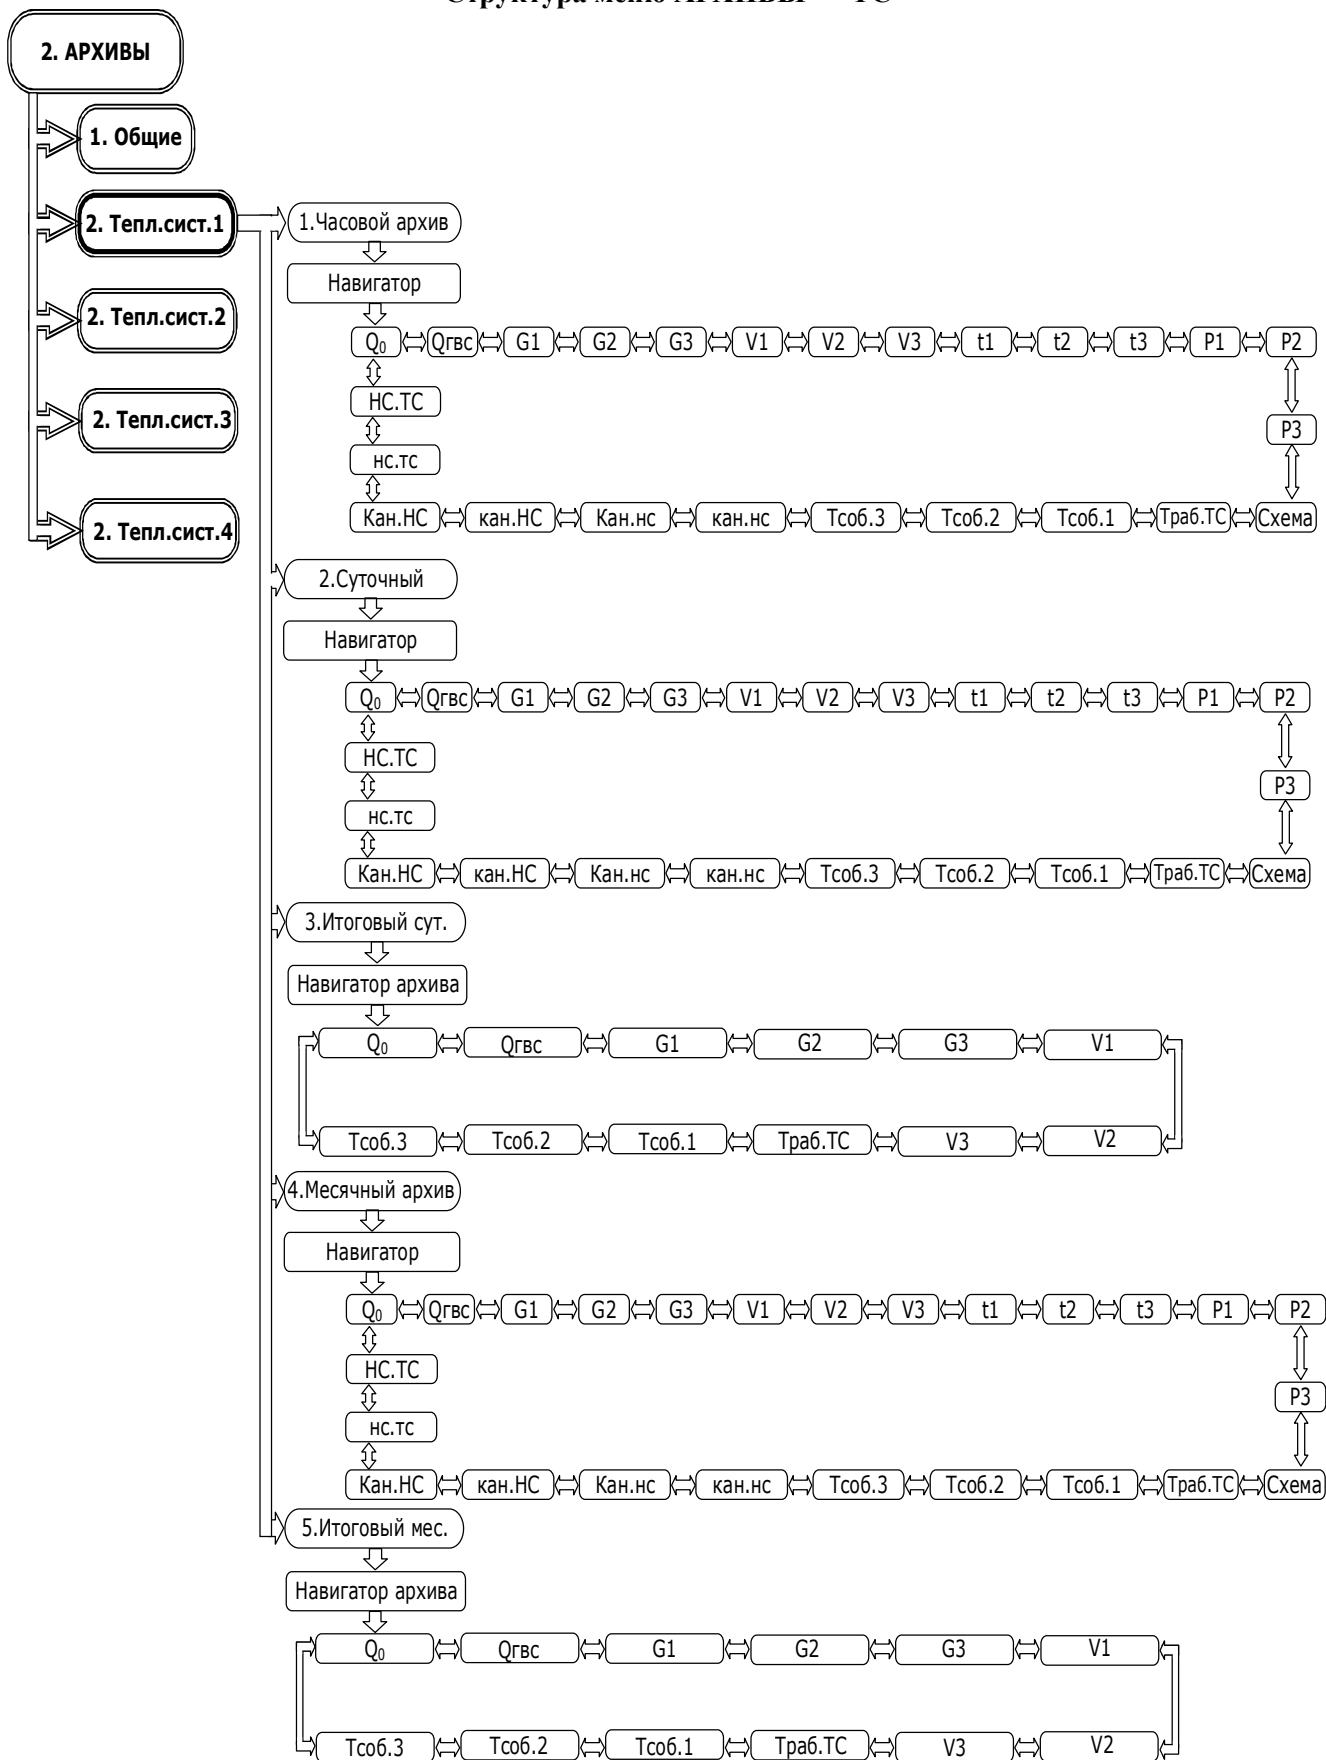 2. АРХИВЫ
1. Общие
2. Тепл.сист.1
2. Тепл.сист.2
2. Тепл.сист.3
2. Тепл.сист.4
1.Часовой архив
Навигатор
Q₀ Qгвс G1 G2 G3 V1 V2 V3 t1 t2 t3 P1 P2
НС.ТС
P3
нс.тс
Кан.НС кан.НС Кан.нс кан.нс Тсоб.3 Тсоб.2 Тсоб.1 Траб.ТС Схема
2.Суточный
Навигатор
Q₀ Qгвс G1 G2 G3 V1 V2 V3 t1 t2 t3 P1 P2
НС.ТС
P3
нс.тс
Кан.НС кан.НС Кан.нс кан.нс Тсоб.3 Тсоб.2 Тсоб.1 Траб.ТС Схема
3.Итоговый сут.
Навигатор архива
Q₀ Qгвс G1 G2 G3 V1
Тсоб.3 Тсоб.2 Тсоб.1 Траб.ТС V3 V2
4.Месячный архив
Навигатор
Q₀ Qгвс G1 G2 G3 V1 V2 V3 t1 t2 t3 P1 P2
НС.ТС
P3
нс.тс
Кан.НС кан.НС Кан.нс кан.нс Тсоб.3 Тсоб.2 Тсоб.1 Траб.ТС Схема
5.Итоговый мес.
Навигатор архива
Q₀ Qгвс G1 G2 G3 V1
Тсоб.3 Тсоб.2 Тсоб.1 Траб.ТС V3 V2